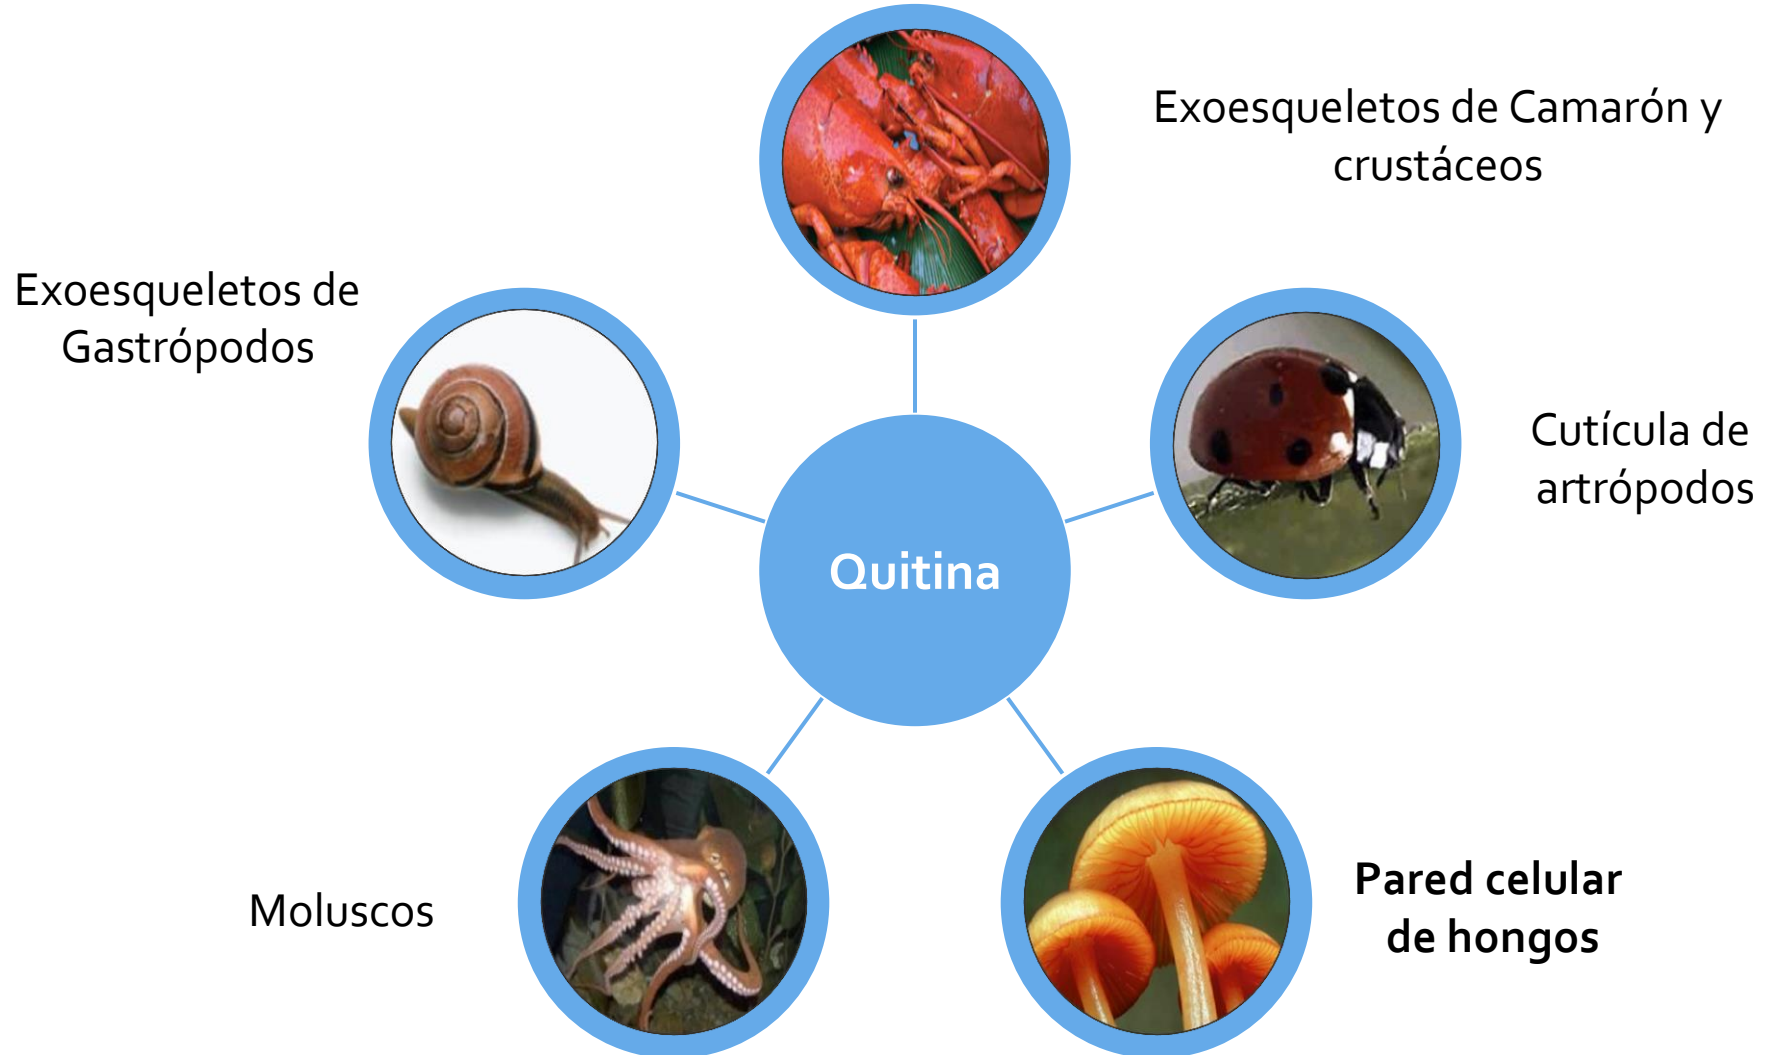 Exoesqueletos de Camarón y
crustáceos
Exoesqueletos de
Gastrópodos
Cutícula de
artrópodos
Quitina
Moluscos
Pared celular
de hongos